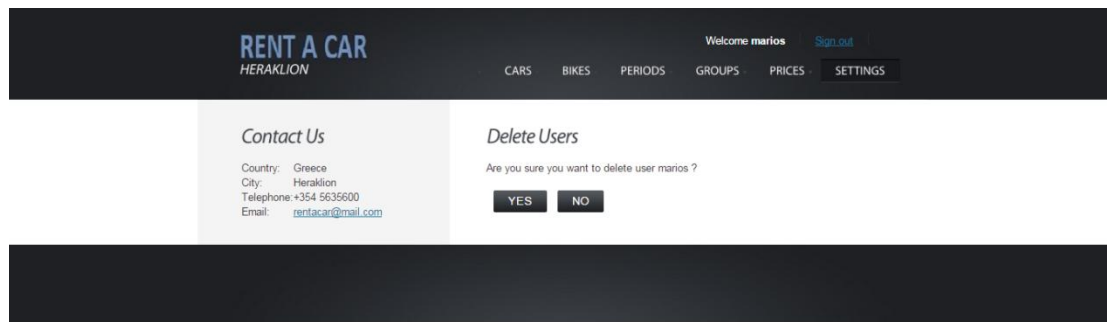 RENT A CAR
HERAKLION
Welcome marios Sign out
CARS BIKES PERIODS GROUPS PRICES SETTINGS
Contact Us
Country: Greece
City: Heraklion
Telephone:+354 5635600
Email: rentacar@mail.com
Delete Users
Are you sure you want to delete user marios ?
YES NO